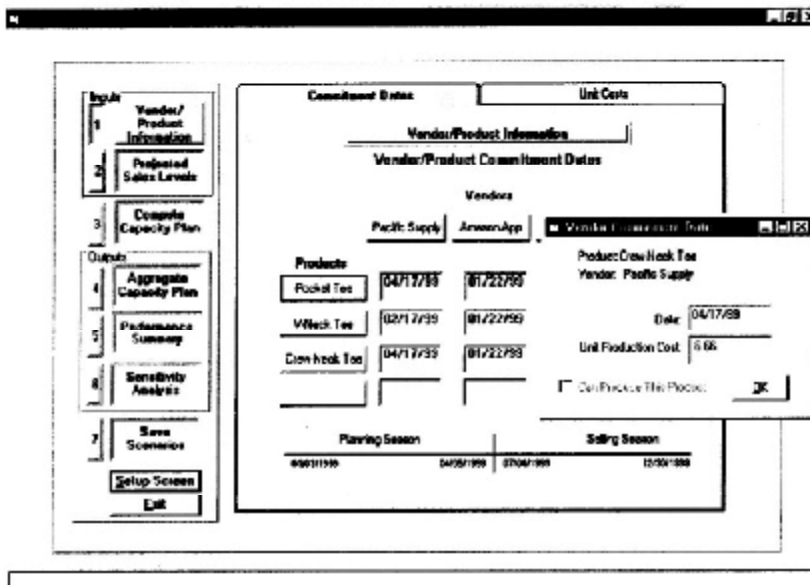 Inputs
1 Vendor/
Product
Information
2 Projected
Sales Levels
3 Compute
Capacity Plan
Outputs
4 Aggregate
Capacity Plan
5 Performance
Summary
6 Sensitivity
Analysis
7 Save
Scenarios
Setup Screen
Exit
Commitment Dates
Unit Costs
Vendor/Product Information
Vendor/Product Commitment Dates
Vendors
Pacific Supply
AmazonApp
Products
Pocket Tee 04/17/99 01/22/99
V-Neck Tee 02/17/99 01/22/99
Crew-Neck Tee 04/17/99 01/22/99
Planning Season
Selling Season
Vendor Commitment Date
Product: Crew-Neck Tee
Vendor: Pacific Supply
Date: 04/17/99
Unit Production Cost: 6.66
Can Produce This Product
OK